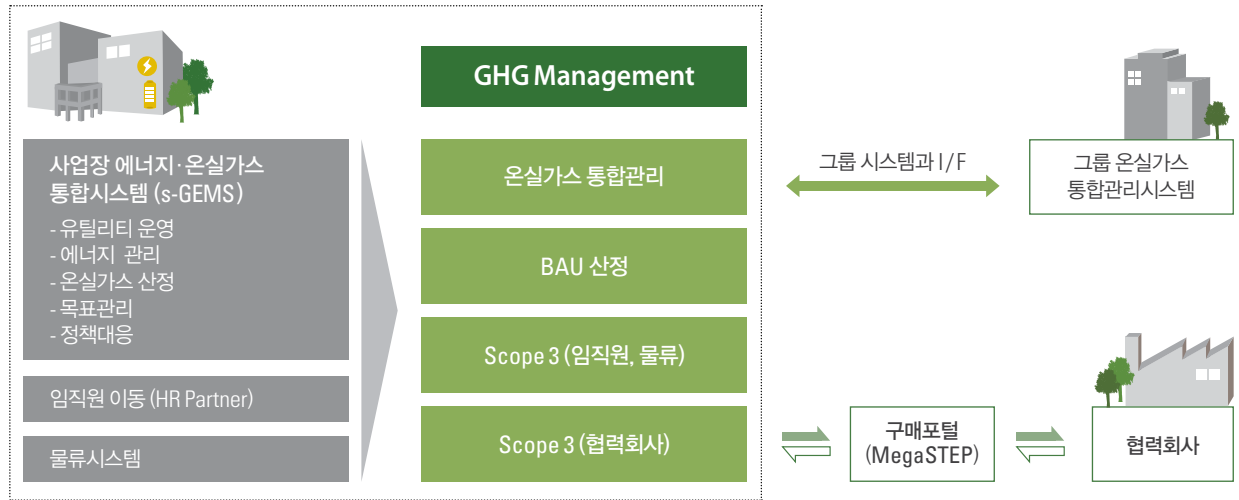 사업장 에너지·온실가스
통합시스템 (s-GEMS)
- 유틸리티 운영
- 에너지 관리
- 온실가스 산정
- 목표관리
- 정책대응
임직원 이동 (HR Partner)
물류시스템
GHG Management
온실가스 통합관리
BAU 산정
Scope 3 (임직원, 물류)
Scope 3 (협력회사)
그룹 시스템과 I/F
그룹 온실가스
통합관리시스템
구매포털
(MegaSTEP)
협력회사